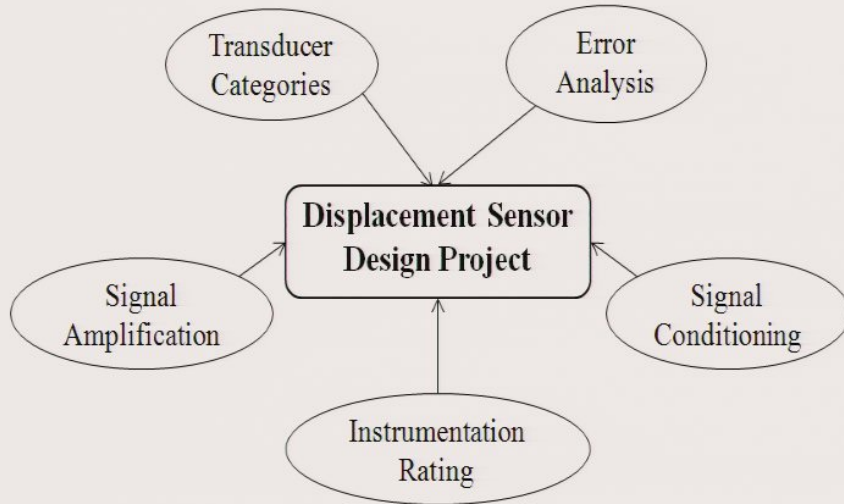 Transducer
Categories
Error
Analysis
Displacement Sensor
Design Project
Signal
Amplification
Signal
Conditioning
Instrumentation
Rating